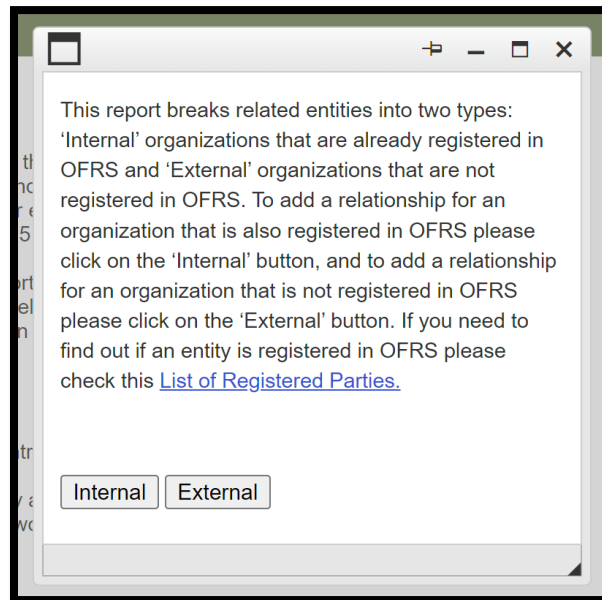 This report breaks related entities into two types:
‘Internal’ organizations that are already registered in
OFRS and ‘External’ organizations that are not
registered in OFRS. To add a relationship for an
organization that is also registered in OFRS please
click on the ‘Internal’ button, and to add a relationship
for an organization that is not registered in OFRS
please click on the ‘External’ button. If you need to
find out if an entity is registered in OFRS please
check this List of Registered Parties.
Internal External